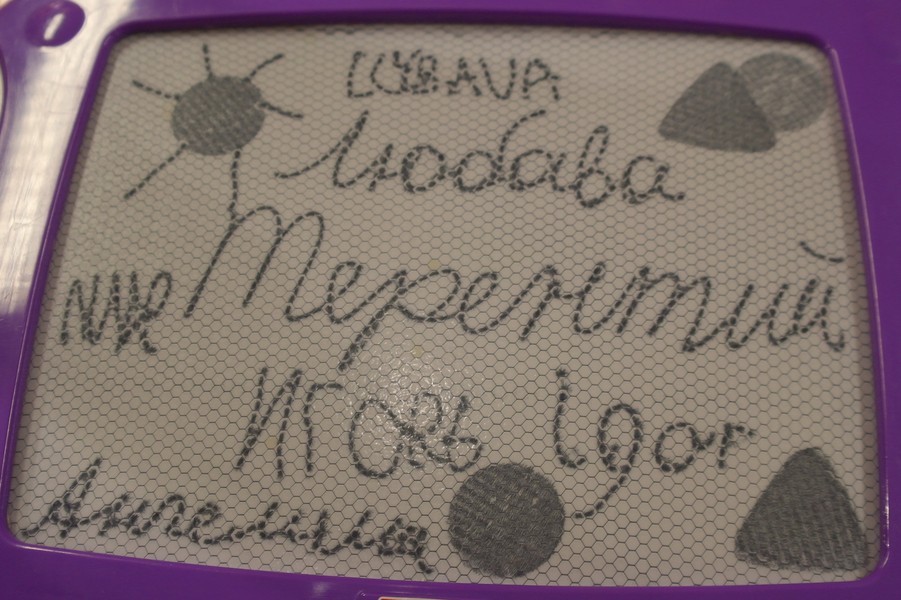 LUBAVA
Любава
Терентий
Игорь igor
Ангелина